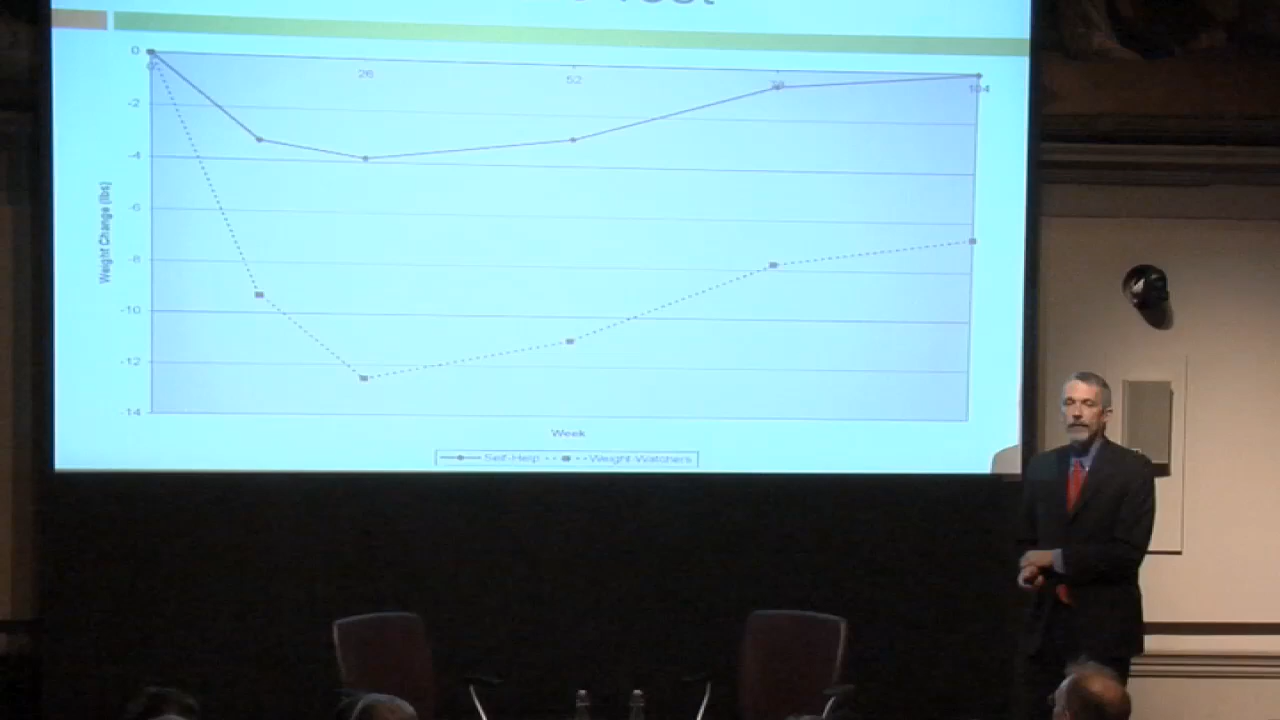 0
0 26 52 78 104
-2
-4
-6
-8
-10
-12
-14
Weight Change (lbs)
Week
Self-Help Weight Watchers